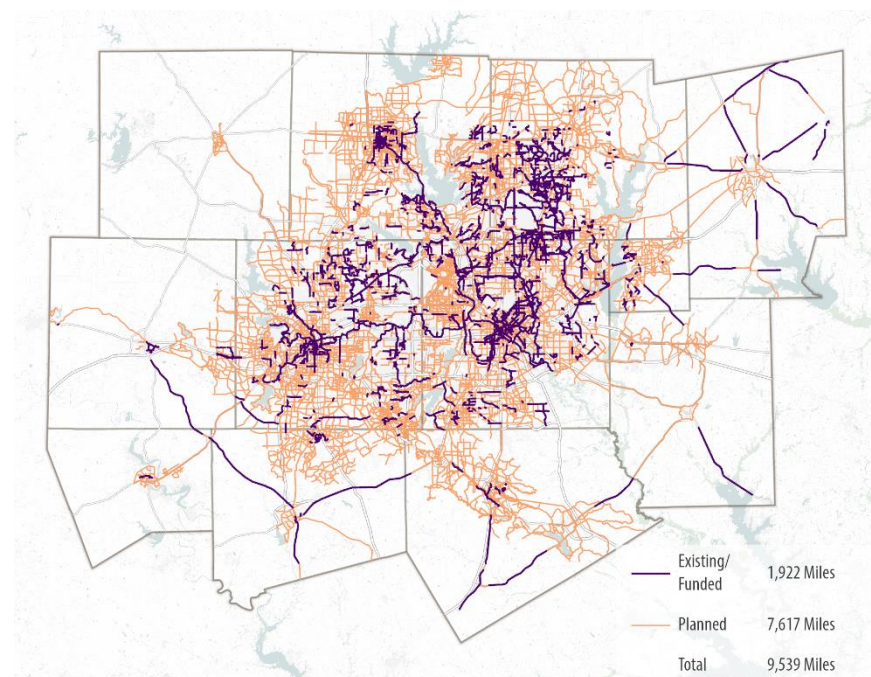 Existing/
Funded 1,922 Miles
Planned 7,617 Miles
Total 9,539 Miles